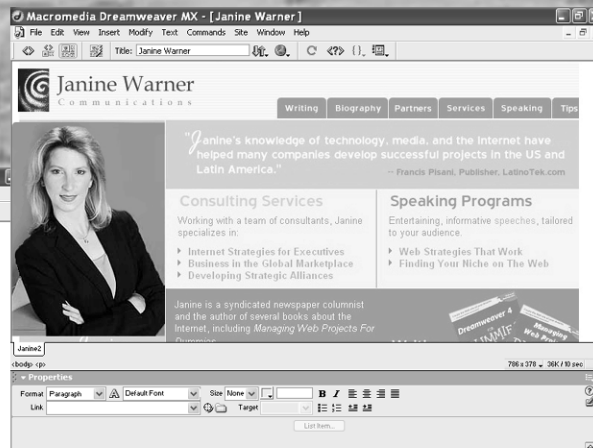 Macromedia Dreamweaver MX - [Janine Warner]
File Edit View Insert Modify Text Commands Site Window Help
Title: Janine Warner
Janine Warner
Communications
Writing Biography Partners Services Speaking Tips
"Janine's knowledge of technology, media, and the Internet have
helped many companies develop successful projects in the US and
Latin America."
-- Francis Pisani, Publisher, LatinoTek.com
Consulting Services
Working with a team of consultants, Janine
specializes in:
Internet Strategies for Executives
Business in the Global Marketplace
Developing Strategic Alliances
Speaking Programs
Entertaining, informative speeches, tailored
to your audience.
Web Strategies That Work
Finding Your Niche on The Web
Janine is a syndicated newspaper columnist
and the author of several books about the
Internet, including Managing Web Projects For
Dreamweaver 4
Managing
Janine2
<body> <p>
786 x 378 36K / 10 sec
Properties
Format Paragraph Default Font Size None B I
Link Target
List Item...